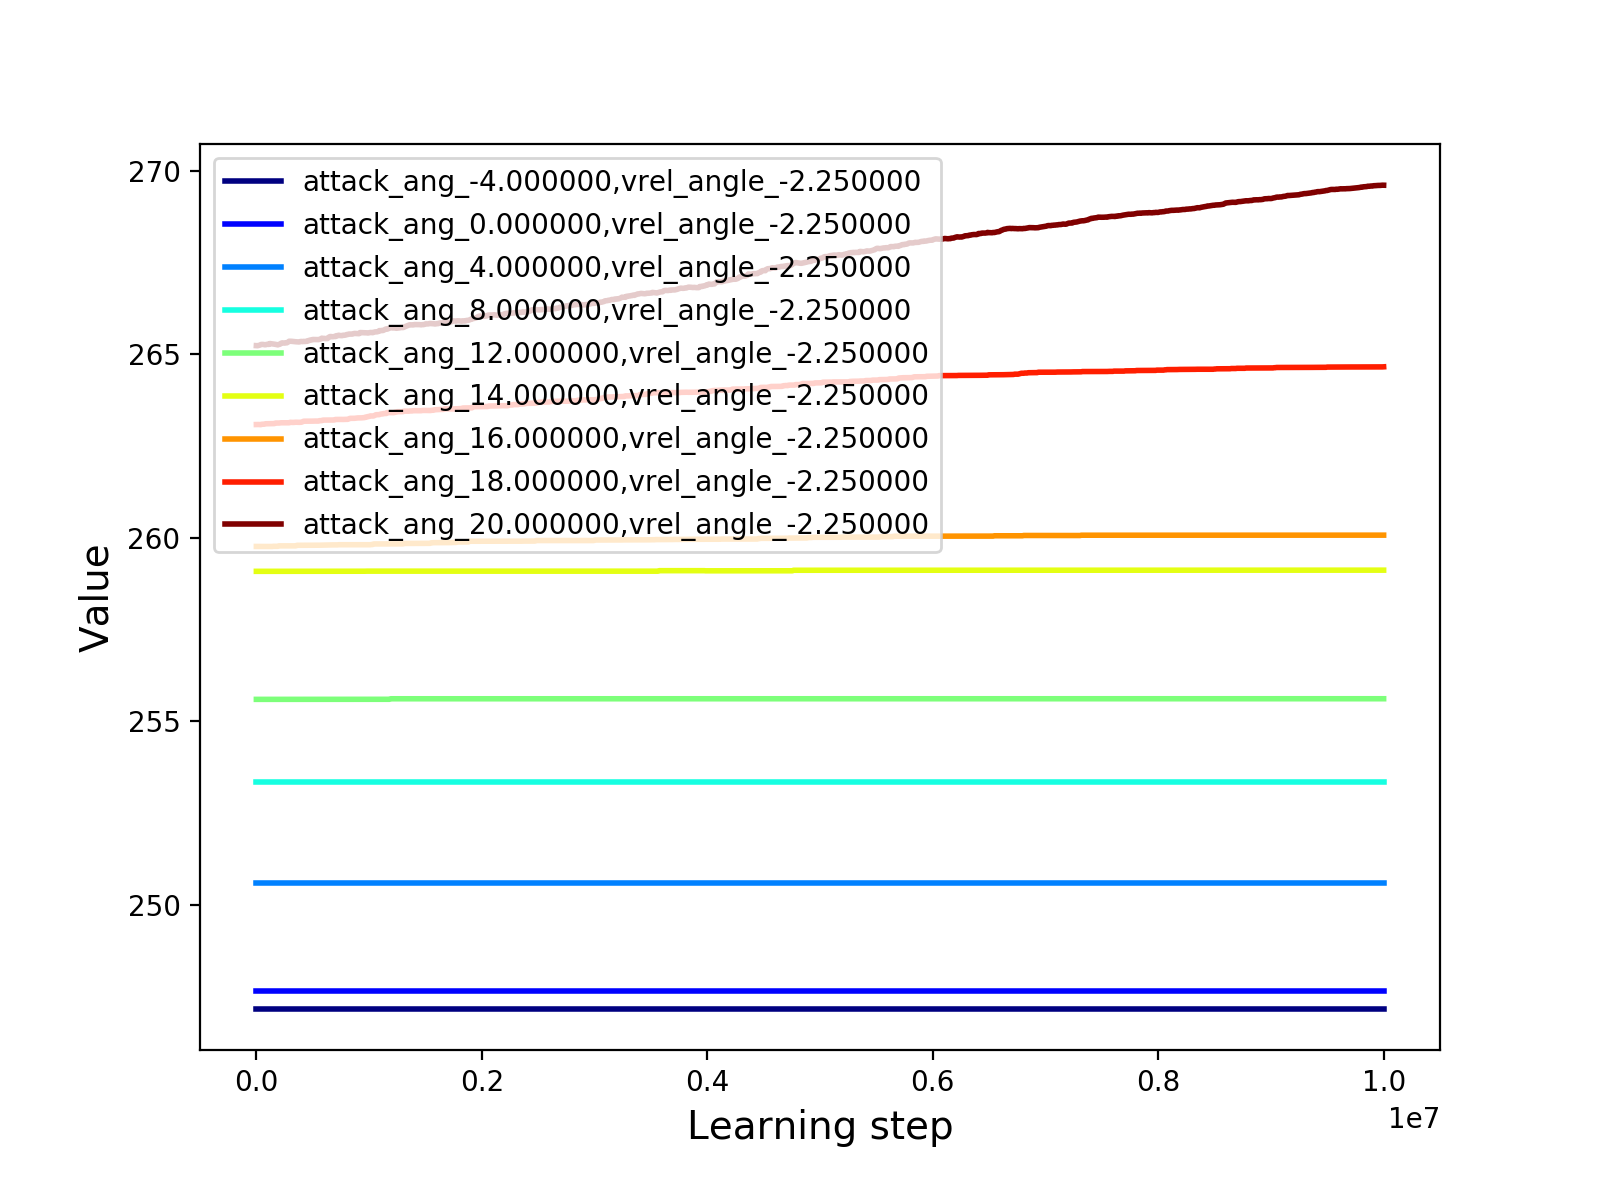 270
265
260
255
250
Value
attack_ang_-4.000000,vrel_angle_-2.250000
attack_ang_0.000000,vrel_angle_-2.250000
attack_ang_4.000000,vrel_angle_-2.250000
attack_ang_8.000000,vrel_angle_-2.250000
attack_ang_12.000000,vrel_angle_-2.250000
attack_ang_14.000000,vrel_angle_-2.250000
attack_ang_16.000000,vrel_angle_-2.250000
attack_ang_18.000000,vrel_angle_-2.250000
attack_ang_20.000000,vrel_angle_-2.250000
0.0 0.2 0.4 0.6 0.8 1.0
1e7
Learning step